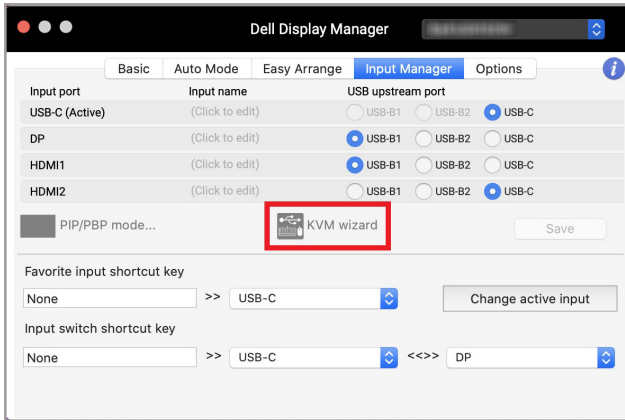 Dell Display Manager
Basic Auto Mode Easy Arrange Input Manager Options i
Input port Input name USB upstream port
USB-C (Active) (Click to edit) USB-B1 USB-B2 USB-C
DP (Click to edit) USB-B1 USB-B2 USB-C
HDMI1 (Click to edit) USB-B1 USB-B2 USB-C
HDMI2 (Click to edit) USB-B1 USB-B2 USB-C
PIP/PBP mode... KVM wizard Save
Favorite input shortcut key
None >> USB-C Change active input
Input switch shortcut key
None >> USB-C <<>> DP